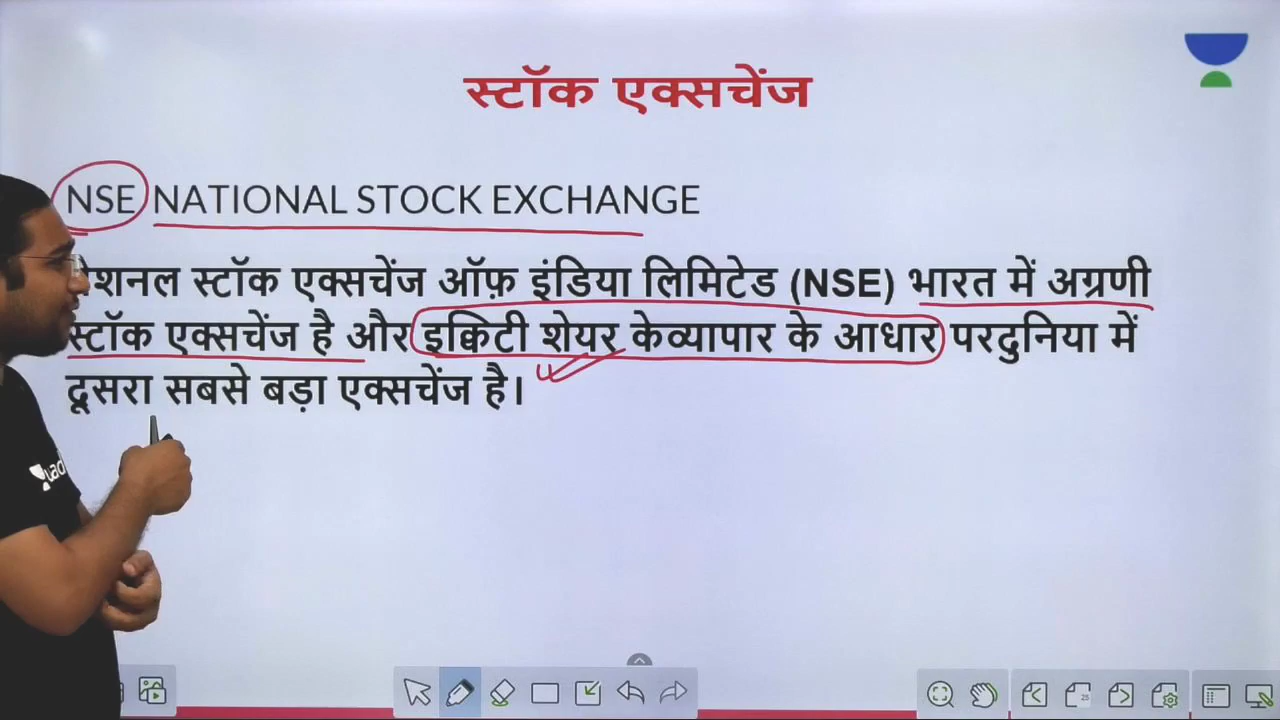 स्टॉक एक्सचेंज
NSE NATIONAL STOCK EXCHANGE
नेशनल स्टॉक एक्सचेंज ऑफ़ इंडिया लिमिटेड (NSE) भारत में अग्रणी
स्टॉक एक्सचेंज है और इक्विटी शेयर केव्यापार के आधार परदुनिया में
दूसरा सबसे बड़ा एक्सचेंज है।
25